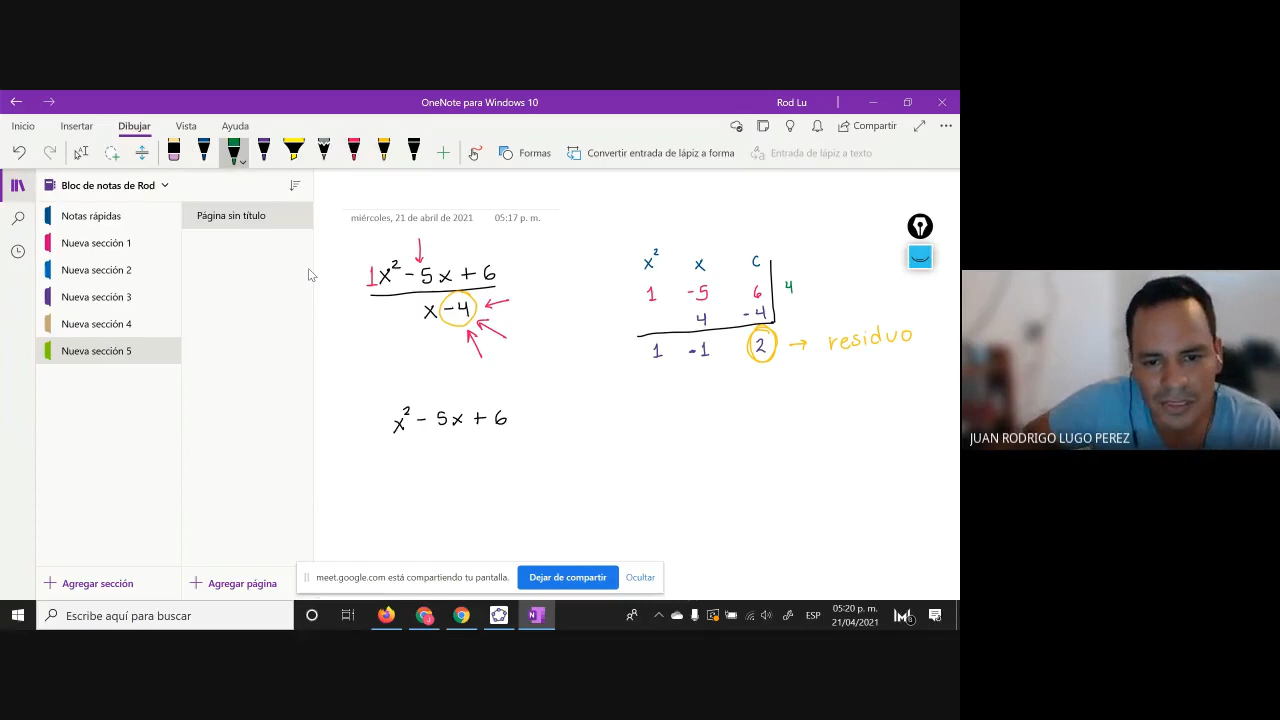 OneNote para Windows 10
Rod Lu
Inicio
Insertar
Dibujar
Vista
Ayuda
Compartir
Formas
Convertir entrada de lápiz a forma
Entrada de lápiz a texto
Bloc de notas de Rod
Notas rápidas
Nueva sección 1
Nueva sección 2
Nueva sección 3
Nueva sección 4
Nueva sección 5
Agregar sección
Página sin título
Agregar página
miércoles, 21 de abril de 2021 05:17 p. m.
1x² - 5x + 6
x - 4
x² - 5x + 6
x² x c
1 -5 6 4
4 -4
1 -1 2 → residuo
JUAN RODRIGO LUGO PEREZ
meet.google.com está compartiendo tu pantalla.
Dejar de compartir
Ocultar
Escribe aquí para buscar
ESP
05:20 p. m.
21/04/2021